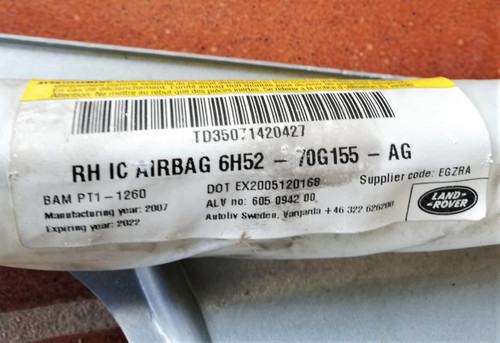 TD35071420427
RH IC AIRBAG 6H52 - 70G155 - AG
BAM PT1-1260
DOT EX2005120168
Supplier code: EGZRA
Manufacturing year: 2007
ALV no: 605 0942 00
Expiring year: 2022
Autoliv Sweden, Vårgårda +46 322 626200
LAND-
-ROVER